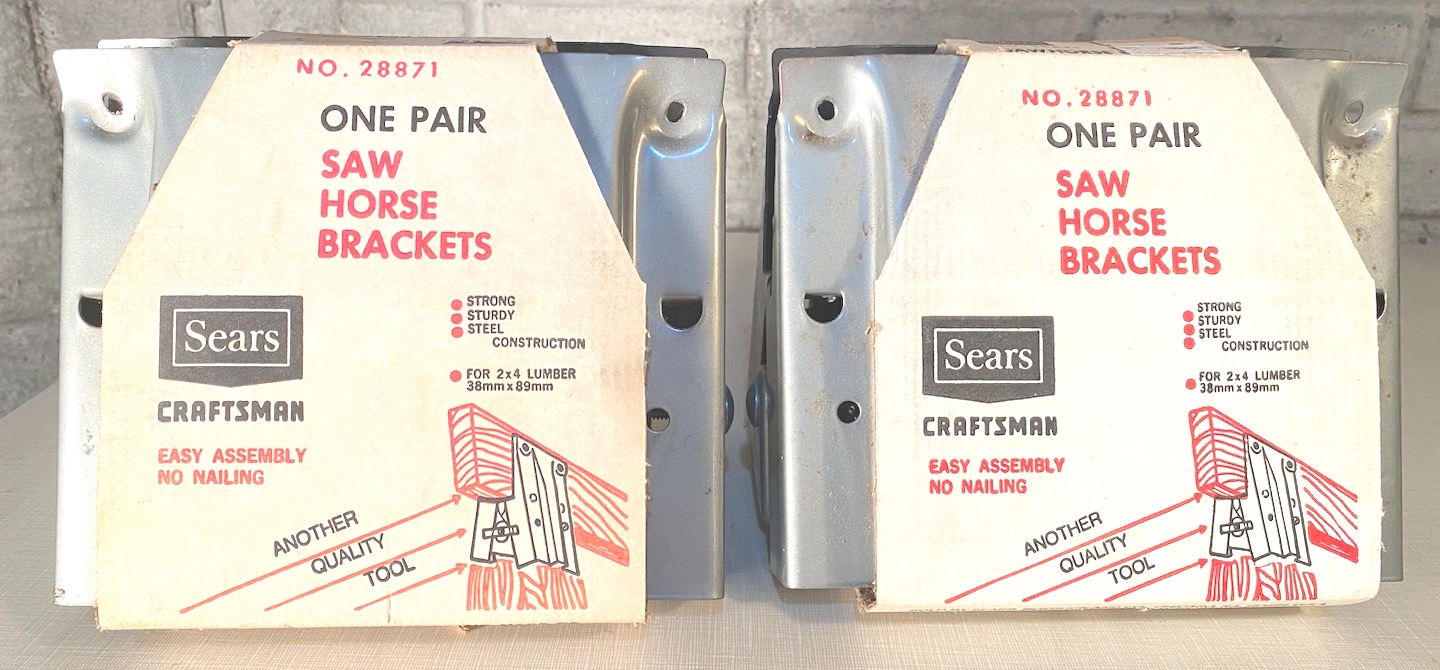 NO. 28871
ONE PAIR
SAW
HORSE
BRACKETS
Sears
CRAFTSMAN
EASY ASSEMBLY
NO NAILING
STRONG
STURDY
STEEL
CONSTRUCTION
FOR 2x4 LUMBER
38mm x 89mm
ANOTHER
QUALITY
TOOL
NO. 28871
ONE PAIR
SAW
HORSE
BRACKETS
Sears
CRAFTSMAN
EASY ASSEMBLY
NO NAILING
STRONG
STURDY
STEEL
CONSTRUCTION
FOR 2x4 LUMBER
38mm x 89mm
ANOTHER
QUALITY
TOOL